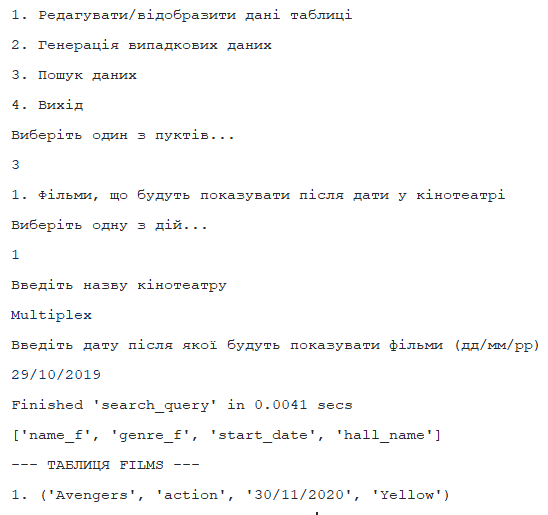 1. Редагувати/відобразити дані таблиці
2. Генерація випадкових даних
3. Пошук даних
4. Вихід
Виберіть один з пуктів...
3
1. Фільми, що будуть показувати після дати у кінотеатрі
Виберіть одну з дій...
1
Введіть назву кінотеатру
Multiplex
Введіть дату після якої будуть показувати фільми (дд/мм/рр)
29/10/2019
Finished 'search_query' in 0.0041 secs
['name_f', 'genre_f', 'start_date', 'hall_name']
--- ТАБЛИЦЯ FILMS ---
1. ('Avengers', 'action', '30/11/2020', 'Yellow')